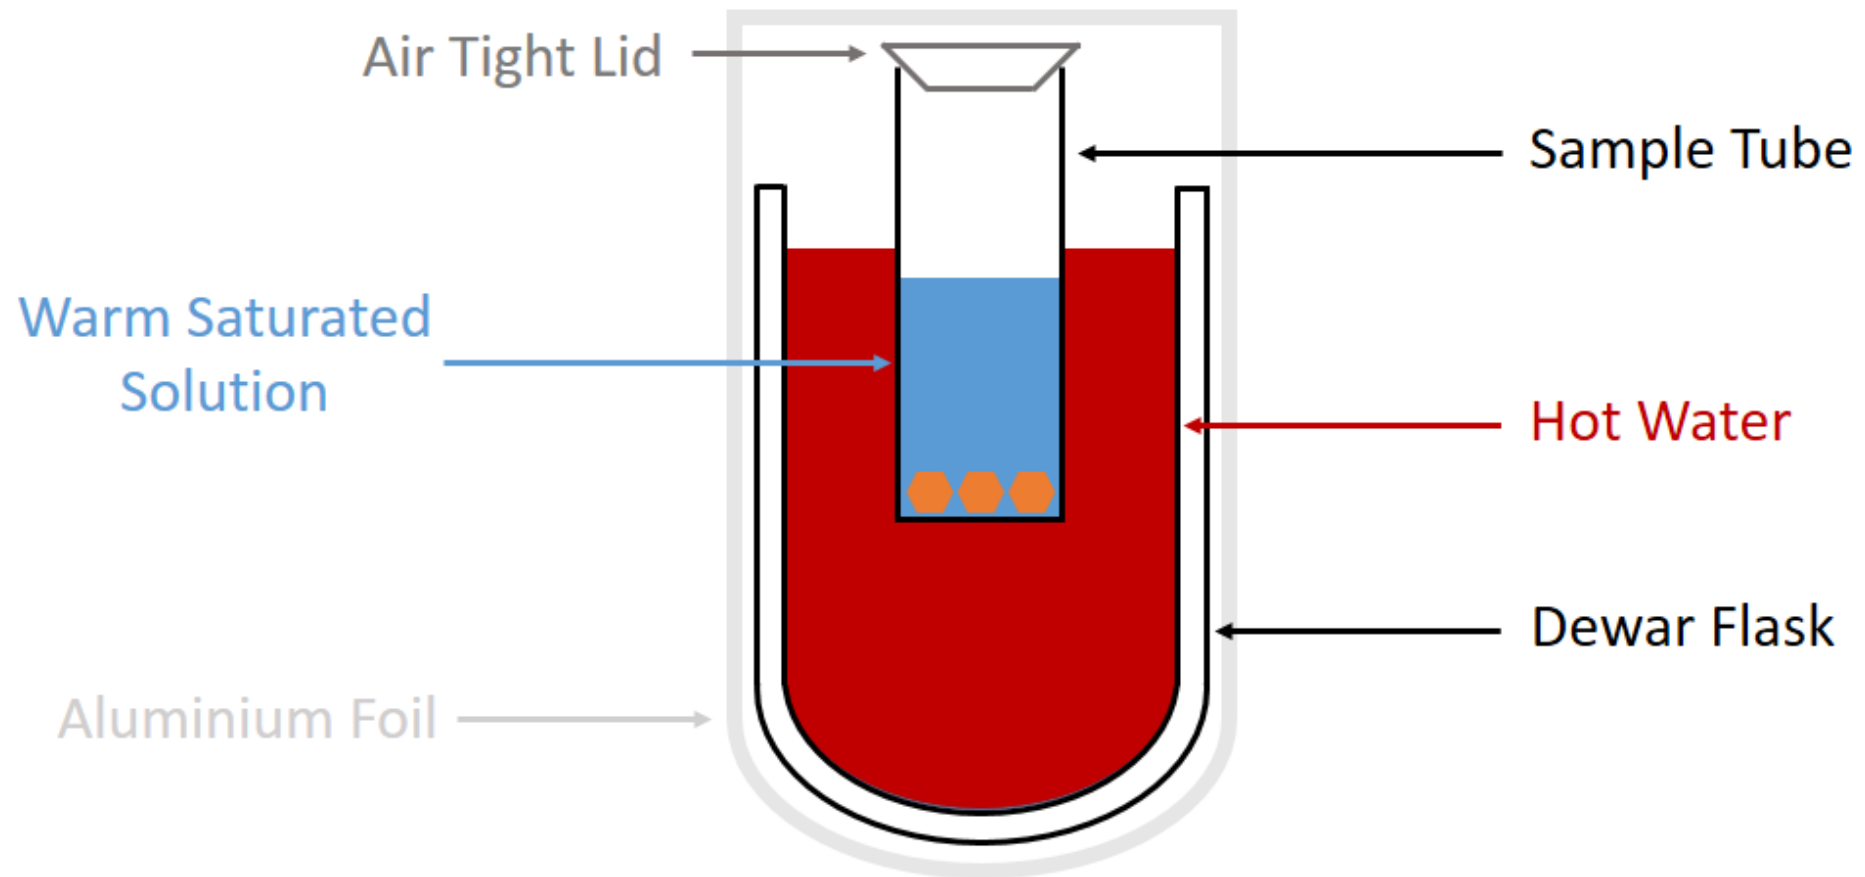 Air Tight Lid
Sample Tube
Warm Saturated
Solution
Hot Water
Dewar Flask
Aluminium Foil